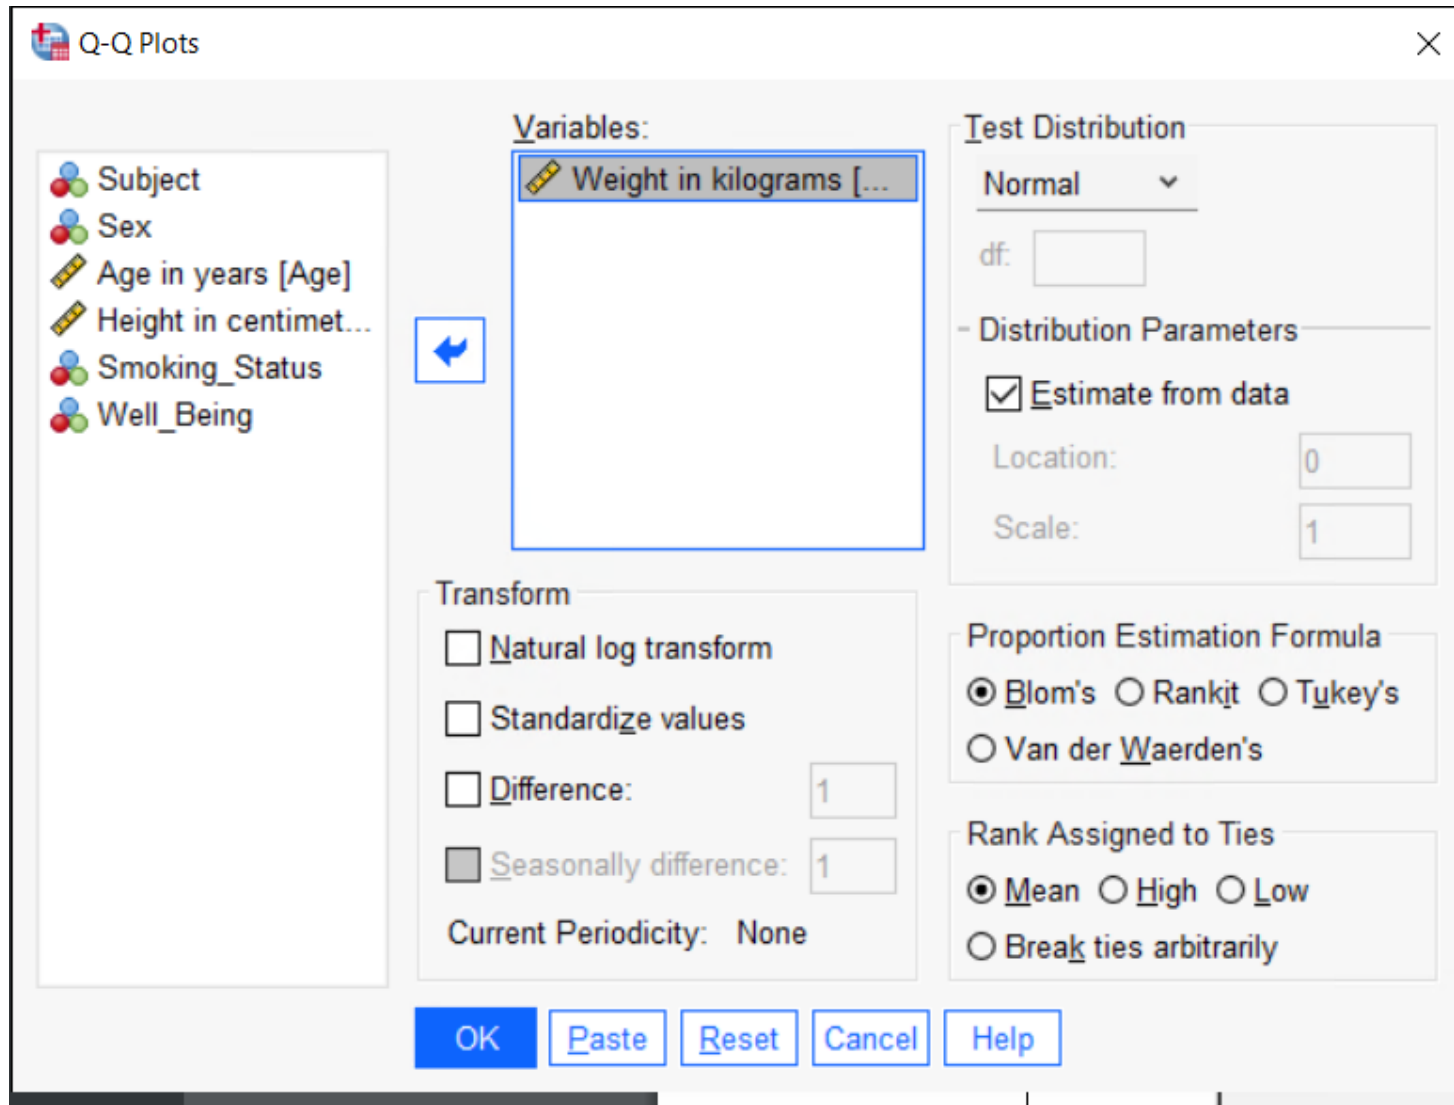 Q-Q Plots
Subject
Sex
Age in years [Age]
Height in centimet...
Smoking_Status
Well_Being
Variables:
Weight in kilograms [...
Transform
Natural log transform
Standardize values
Difference: 1
Seasonally difference: 1
Current Periodicity: None
Test Distribution
Normal
df:
Distribution Parameters
Estimate from data
Location: 0
Scale: 1
Proportion Estimation Formula
Blom's Rankit Tukey's
Van der Waerden's
Rank Assigned to Ties
Mean High Low
Break ties arbitrarily
OK Paste Reset Cancel Help